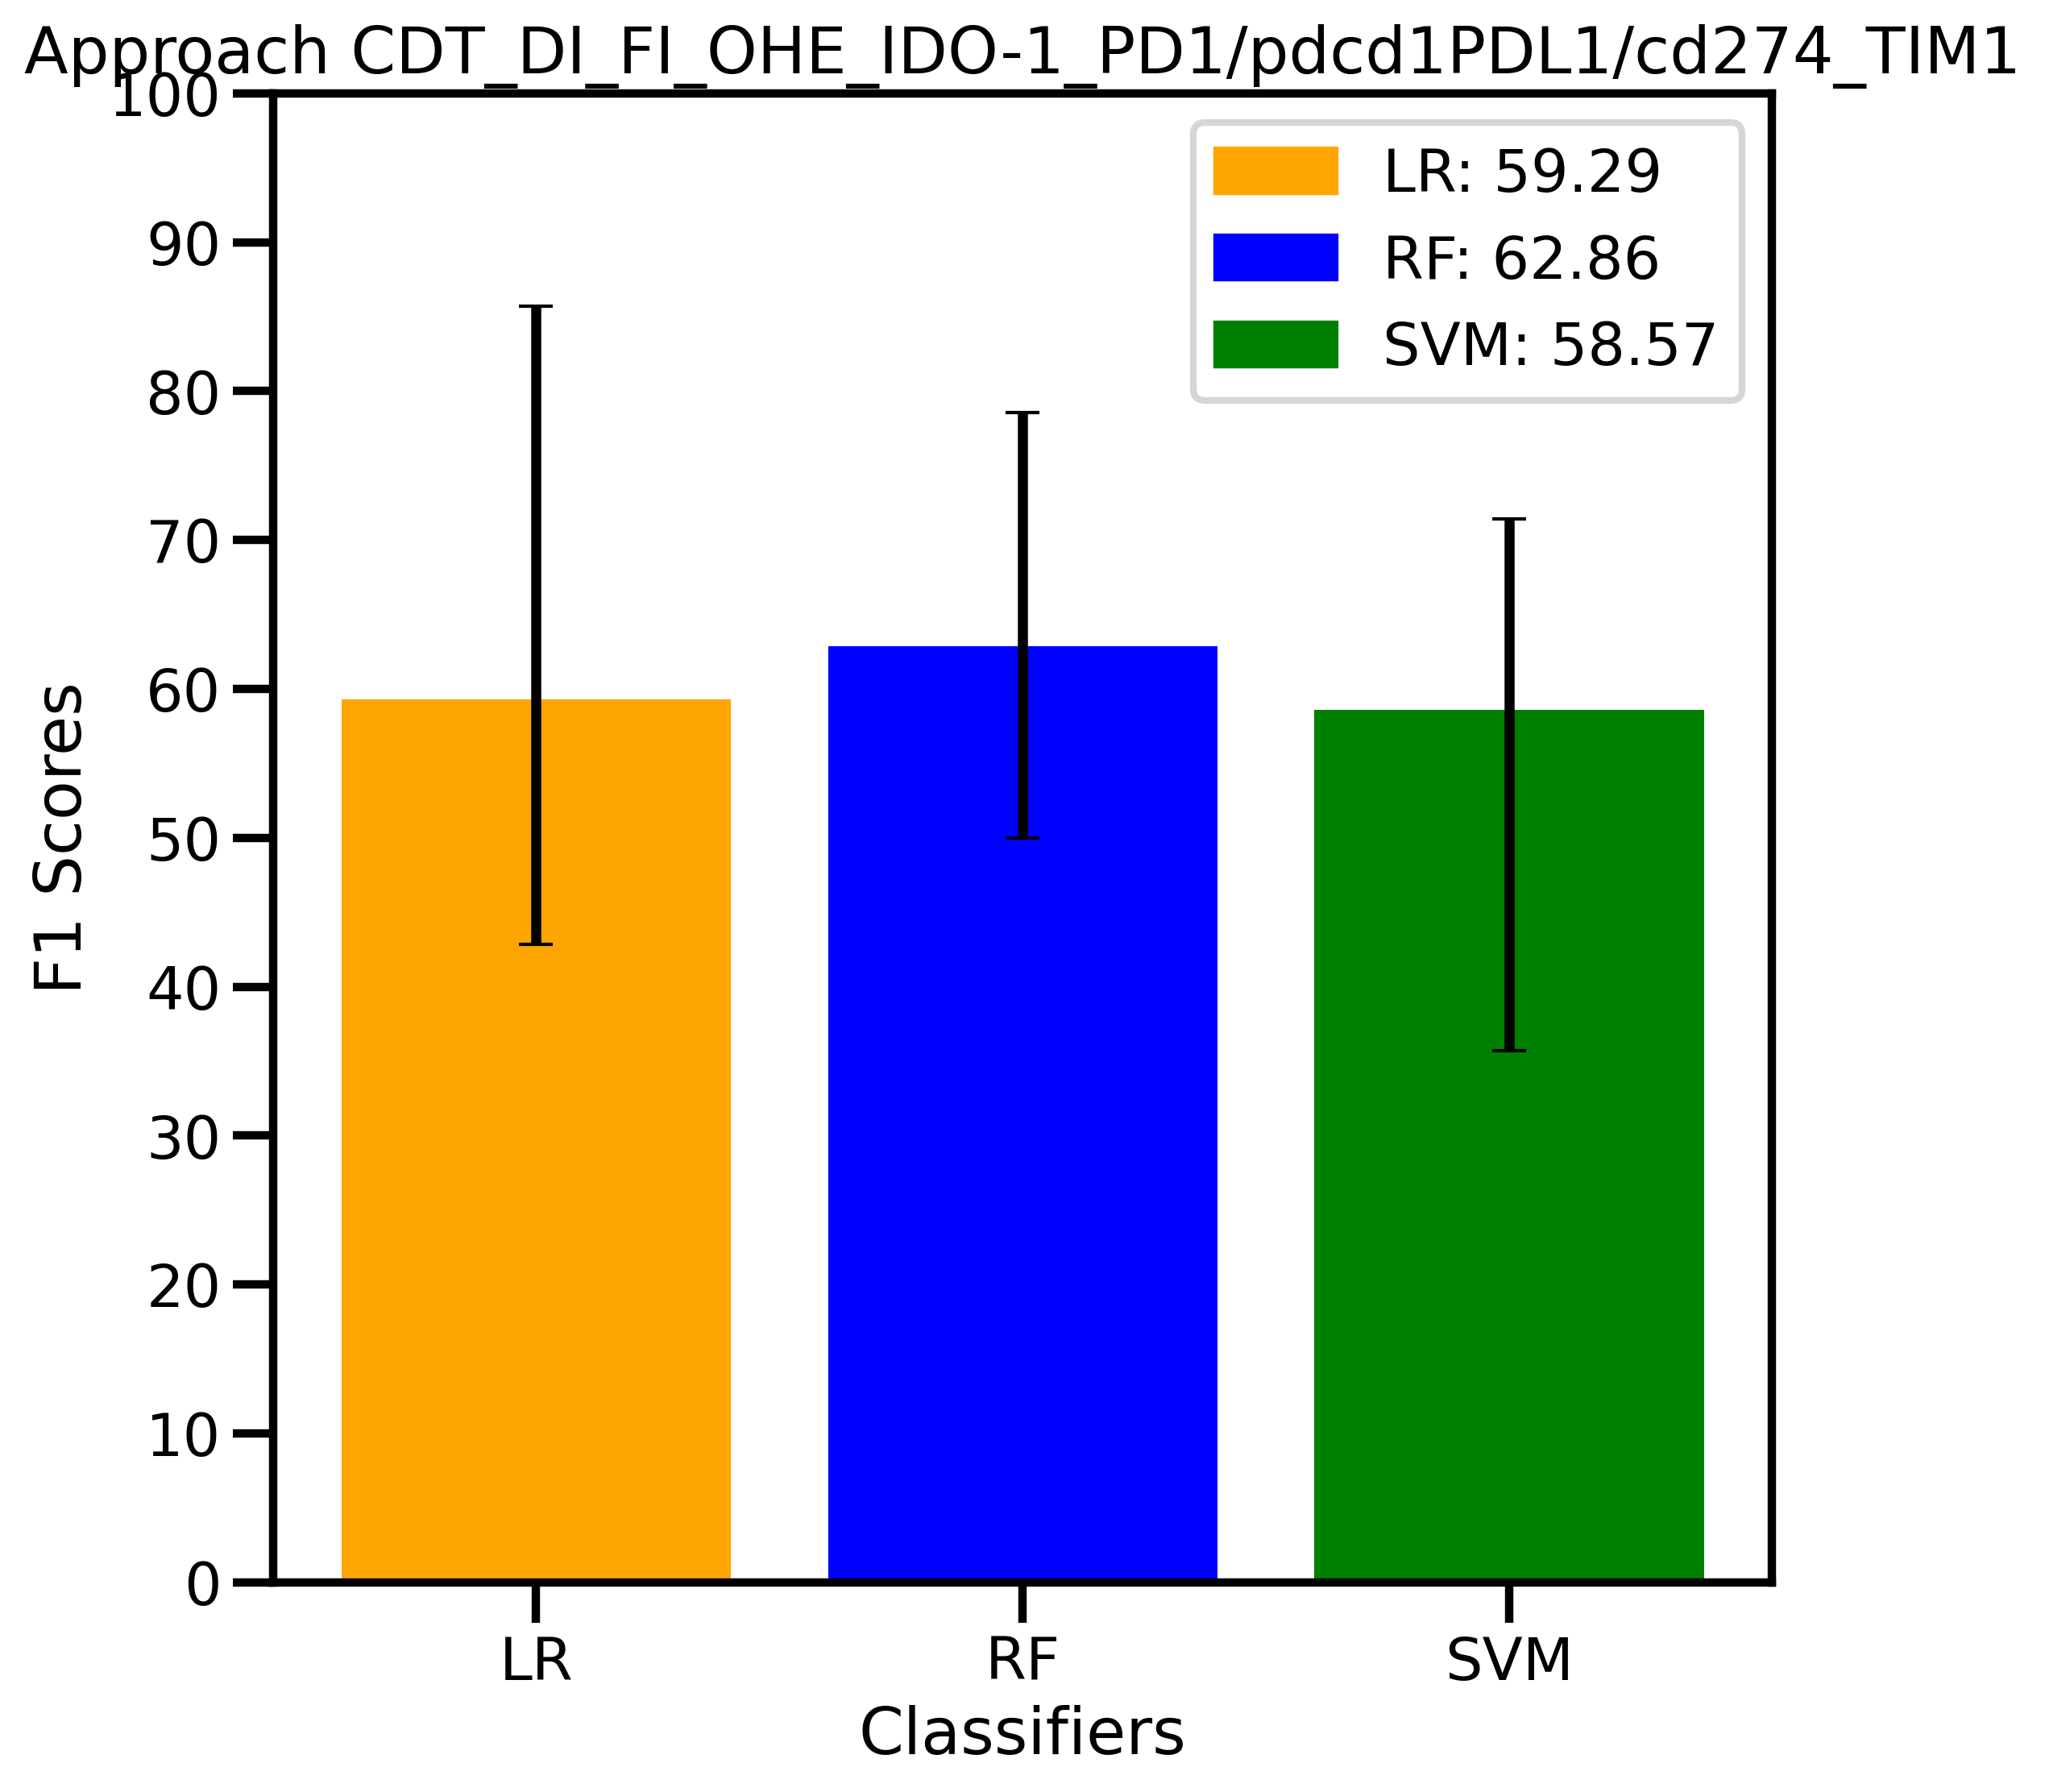 Approach CDT_DI_FI_OHE_IDO-1_PD1/pdcd1PDL1/cd274_TIM1
100
90
80
70
60
50
40
30
20
10
0
F1 Scores
LR: 59.29
RF: 62.86
SVM: 58.57
LR RF SVM
Classifiers